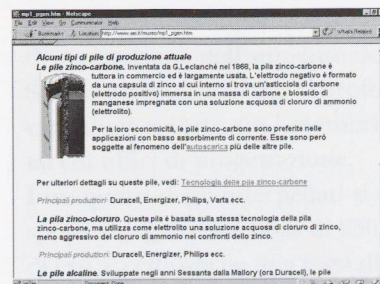 mp1_pgen.htm - Netscape
File Edit View Go Communicator Help
Bookmarks Location: http://www.aei.it/museo/mp1_pgen.htm What's Related
Alcuni tipi di pile di produzione attuale
Le pile zinco-carbone. Inventata da G.Leclanché nel 1866, la pila zinco-carbone è
tuttora in commercio ed è largamente usata. L'elettrodo negativo è formato
da una capsula di zinco al cui interno si trova un'asticciola di carbone
(elettrodo positivo) immersa in una massa di carbone e biossido di
manganese impregnata con una soluzione acquosa di cloruro di ammonio
(elettrolito).
Per la loro economicità, le pile zinco-carbone sono preferite nelle
applicazioni con basso assorbimento di corrente. Esse sono però
soggette al fenomeno dell'autoscarica più delle altre pile.
Per ulteriori dettagli su queste pile, vedi: Tecnologia delle pile zinco-carbone
Principali produttori: Duracell, Energizer, Philips, Varta ecc.
La pila zinco-cloruro. Questa pila è basata sulla stessa tecnologia della pila
zinco-carbone, ma utilizza come elettrolito una soluzione acquosa di cloruro di zinco,
meno aggressivo del cloruro di ammonio nei confronti dello zinco.
Principali produttori: Duracell, Energizer, Philips, ecc.
Le pile alcaline. Sviluppate negli anni Sessanta dalla Mallory (ora Duracell), le pile
Document: Done